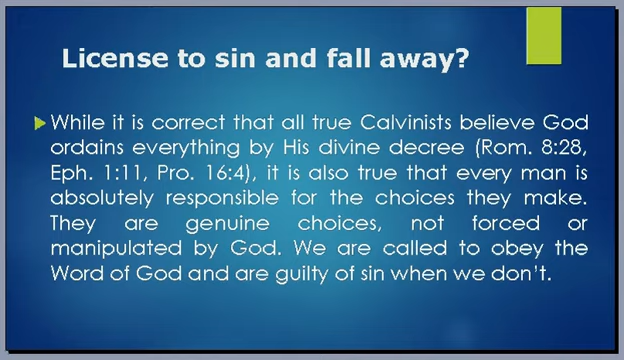 License to sin and fall away?
While it is correct that all true Calvinists believe God
ordains everything by His divine decree (Rom. 8:28,
Eph. 1:11, Pro. 16:4), it is also true that every man is
absolutely responsible for the choices they make.
They are genuine choices, not forced or
manipulated by God. We are called to obey the
Word of God and are guilty of sin when we don't.